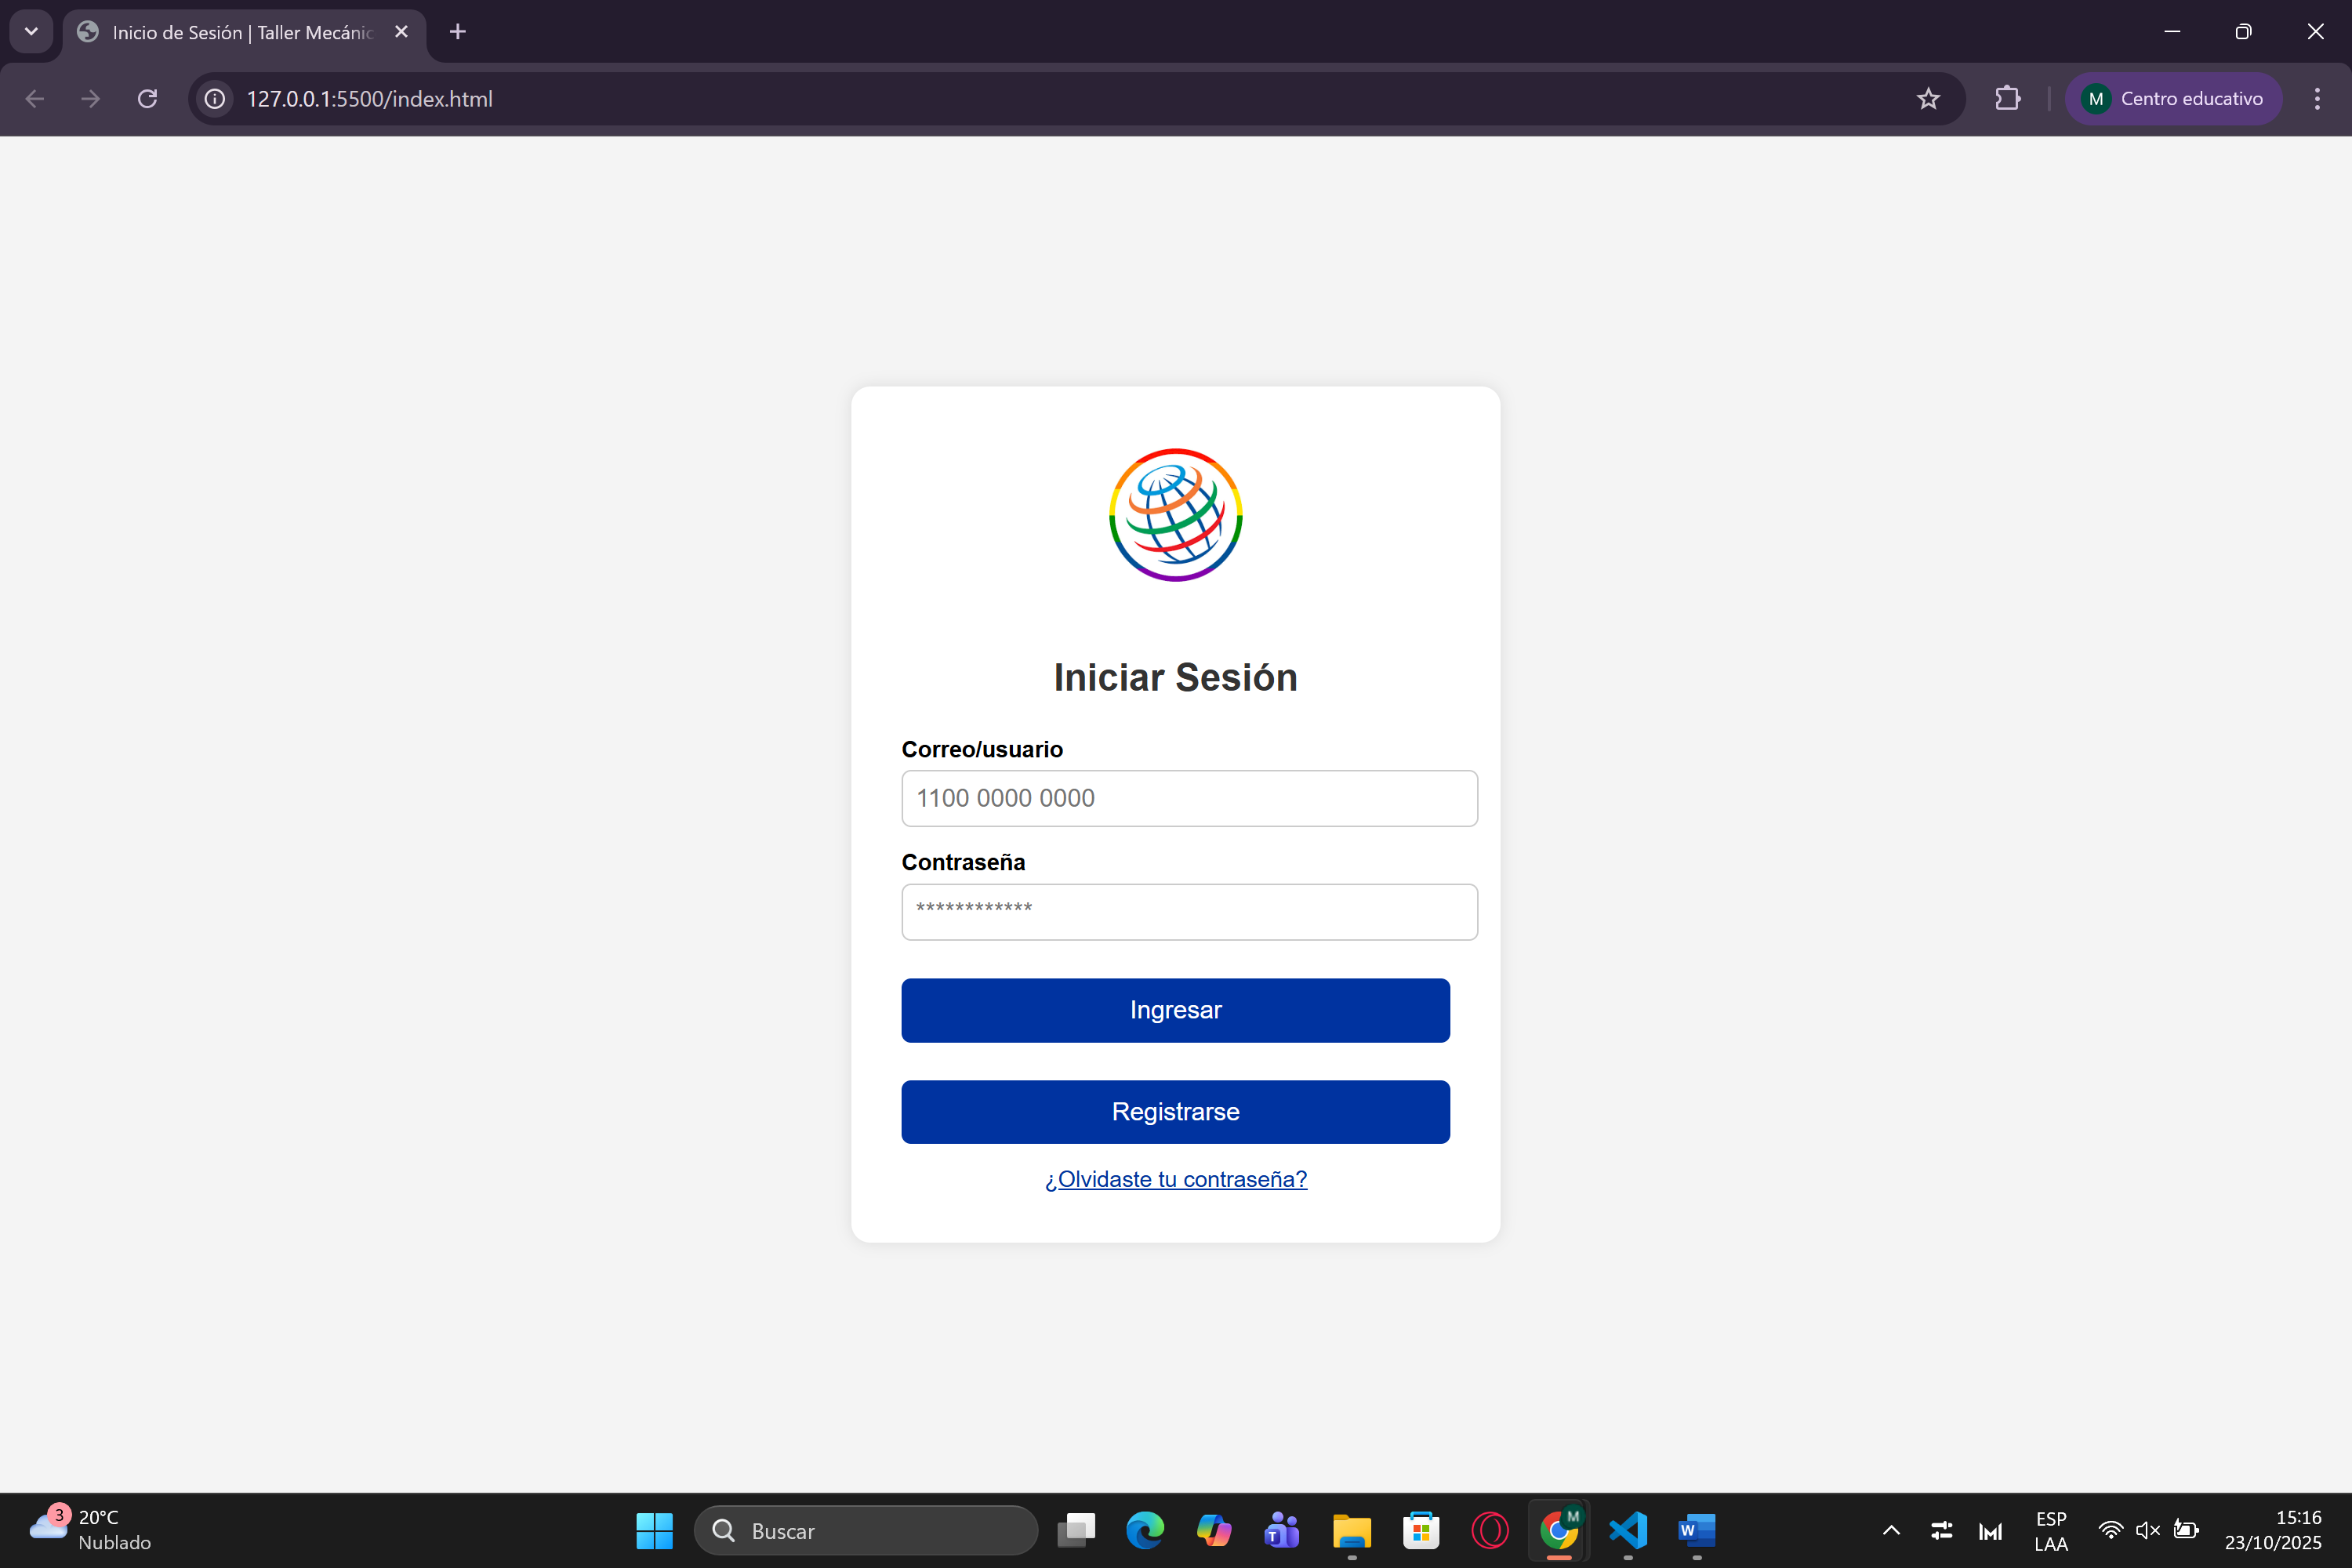 Inicio de Sesión | Taller Mecánic
127.0.0.1:5500/index.html
M Centro educativo
Iniciar Sesión
Correo/usuario
1100 0000 0000
Contraseña
************
Ingresar
Registrarse
¿Olvidaste tu contraseña?
3
20°C
Nublado
Buscar
T
M
W
ESP
LAA
15:16
23/10/2025